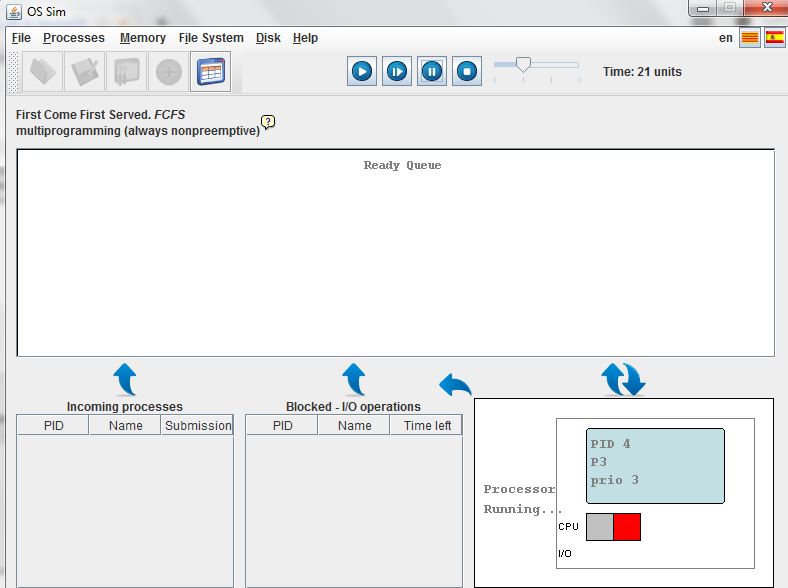 OS Sim
File Processes Memory File System Disk Help
en
Time: 21 units
First Come First Served. FCFS
multiprogramming (always nonpreemptive)
?
Ready Queue
Incoming processes
PID Name Submission
Blocked - I/O operations
PID Name Time left
Processor
Running...
PID 4
P3
prio 3
CPU
I/O